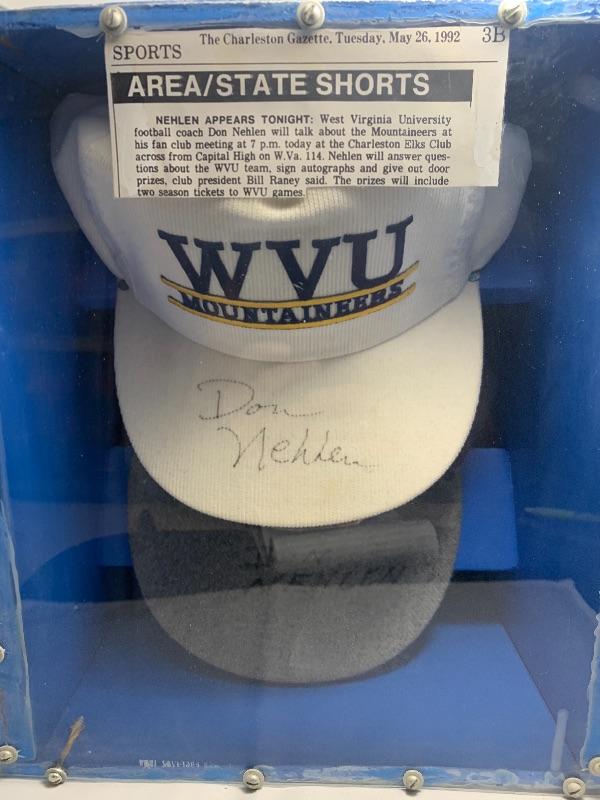 SPORTS The Charleston Gazette, Tuesday, May 26, 1992 3B
AREA/STATE SHORTS
NEHLEN APPEARS TONIGHT: West Virginia University
football coach Don Nehlen will talk about the Mountaineers at
his fan club meeting at 7 p.m. today at the Charleston Elks Club
across from Capital High on W.Va. 114. Nehlen will answer ques-
tions about the WVU team, sign autographs and give out door
prizes, club president Bill Raney said. The prizes will include
two season tickets to WVU games.
WVU
MOUNTAINEERS
Don
Nehlen